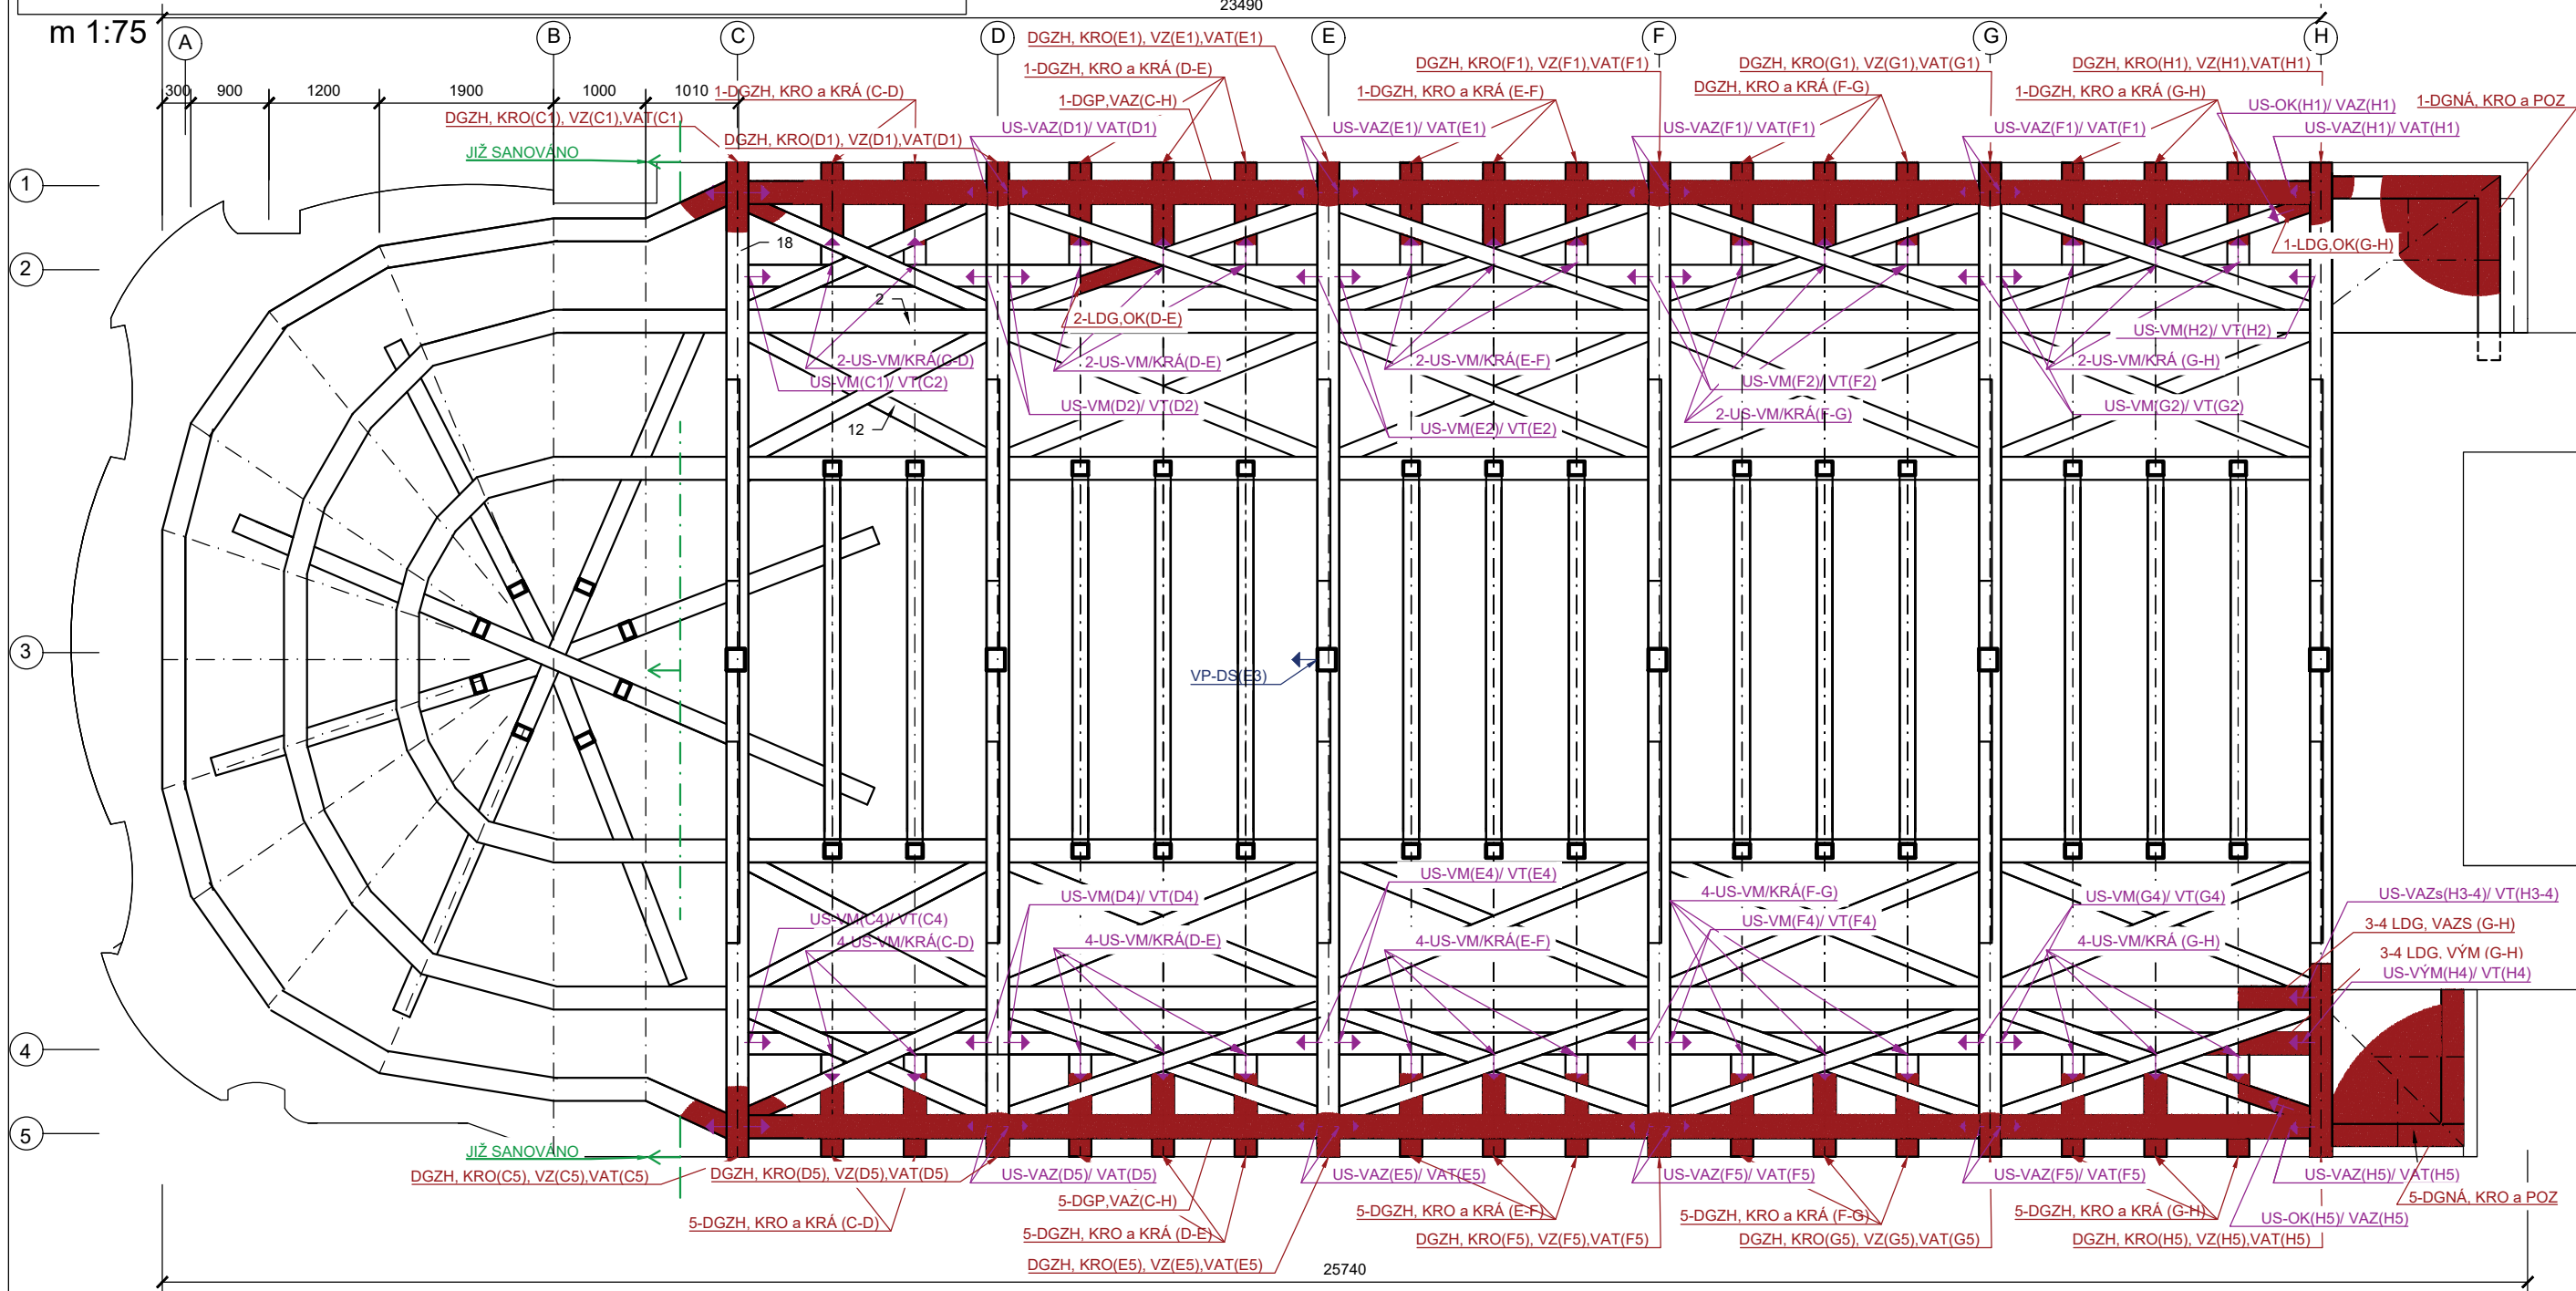 23490
m 1:75
A
B
C
D
E
F
G
H
DGZH, KRO(E1), VZ(E1),VAT(E1)
DGZH, KRO(F1), VZ(F1),VAT(F1)
DGZH, KRO(G1), VZ(G1),VAT(G1)
DGZH, KRO(H1), VZ(H1),VAT(H1)
1-DGZH, KRO a KRÁ (D-E)
300
900
1200
1900
1000
1010
1-DGZH, KRO a KRÁ (C-D)
1-DGP,VAZ(C-H)
1-DGZH, KRO a KRÁ (E-F)
DGZH, KRO a KRÁ (F-G)
1-DGZH, KRO a KRÁ (G-H)
US-OK(H1)/ VAZ(H1)
1-DGNÁ, KRO a POZ
DGZH, KRO(C1), VZ(C1),VAT(C1)
DGZH, KRO(D1), VZ(D1),VAT(D1)
US-VAZ(D1)/ VAT(D1)
US-VAZ(E1)/ VAT(E1)
US-VAZ(F1)/ VAT(F1)
US-VAZ(F1)/ VAT(F1)
US-VAZ(H1)/ VAT(H1)
JIŽ SANOVÁNO
1
18
1-LDG,OK(G-H)
2
2
2-LDG,OK(D-E)
US-VM(H2)/ VT(H2)
2-US-VM/KRÁ(C-D)
2-US-VM/KRÁ(D-E)
2-US-VM/KRÁ(E-F)
2-US-VM/KRÁ (G-H)
US-VM(C1)/ VT(C2)
US-VM(F2)/ VT(F2)
US-VM(D2)/ VT(D2)
US-VM(G2)/ VT(G2)
2-US-VM/KRÁ(F-G)
12
US-VM(E2)/ VT(E2)
3
VP-DS(E3)
US-VM(E4)/ VT(E4)
US-VM(D4)/ VT(D4)
4-US-VM/KRÁ(F-G)
US-VM(G4)/ VT(G4)
US-VAZs(H3-4)/ VT(H3-4)
US-VM(C4)/ VT(C4)
US-VM(F4)/ VT(F4)
3-4 LDG, VAZS (G-H)
4-US-VM/KRÁ(C-D)
4-US-VM/KRÁ(D-E)
4-US-VM/KRÁ(E-F)
4-US-VM/KRÁ (G-H)
3-4 LDG, VÝM (G-H)
US-VÝM(H4)/ VT(H4)
4
5
JIŽ SANOVÁNO
DGZH, KRO(C5), VZ(C5),VAT(C5)
DGZH, KRO(D5), VZ(D5),VAT(D5)
US-VAZ(D5)/ VAT(D5)
US-VAZ(E5)/ VAT(E5)
US-VAZ(F5)/ VAT(F5)
US-VAZ(F5)/ VAT(F5)
US-VAZ(H5)/ VAT(H5)
5-DGP,VAZ(C-H)
5-DGNÁ, KRO a POZ
5-DGZH, KRO a KRÁ (C-D)
5-DGZH, KRO a KRÁ (D-E)
5-DGZH, KRO a KRÁ (E-F)
5-DGZH, KRO a KRÁ (F-G)
5-DGZH, KRO a KRÁ (G-H)
US-OK(H5)/ VAZ(H5)
DGZH, KRO(F5), VZ(F5),VAT(F5)
DGZH, KRO(G5), VZ(G5),VAT(G5)
DGZH, KRO(H5), VZ(H5),VAT(H5)
DGZH, KRO(E5), VZ(E5),VAT(E5)
25740